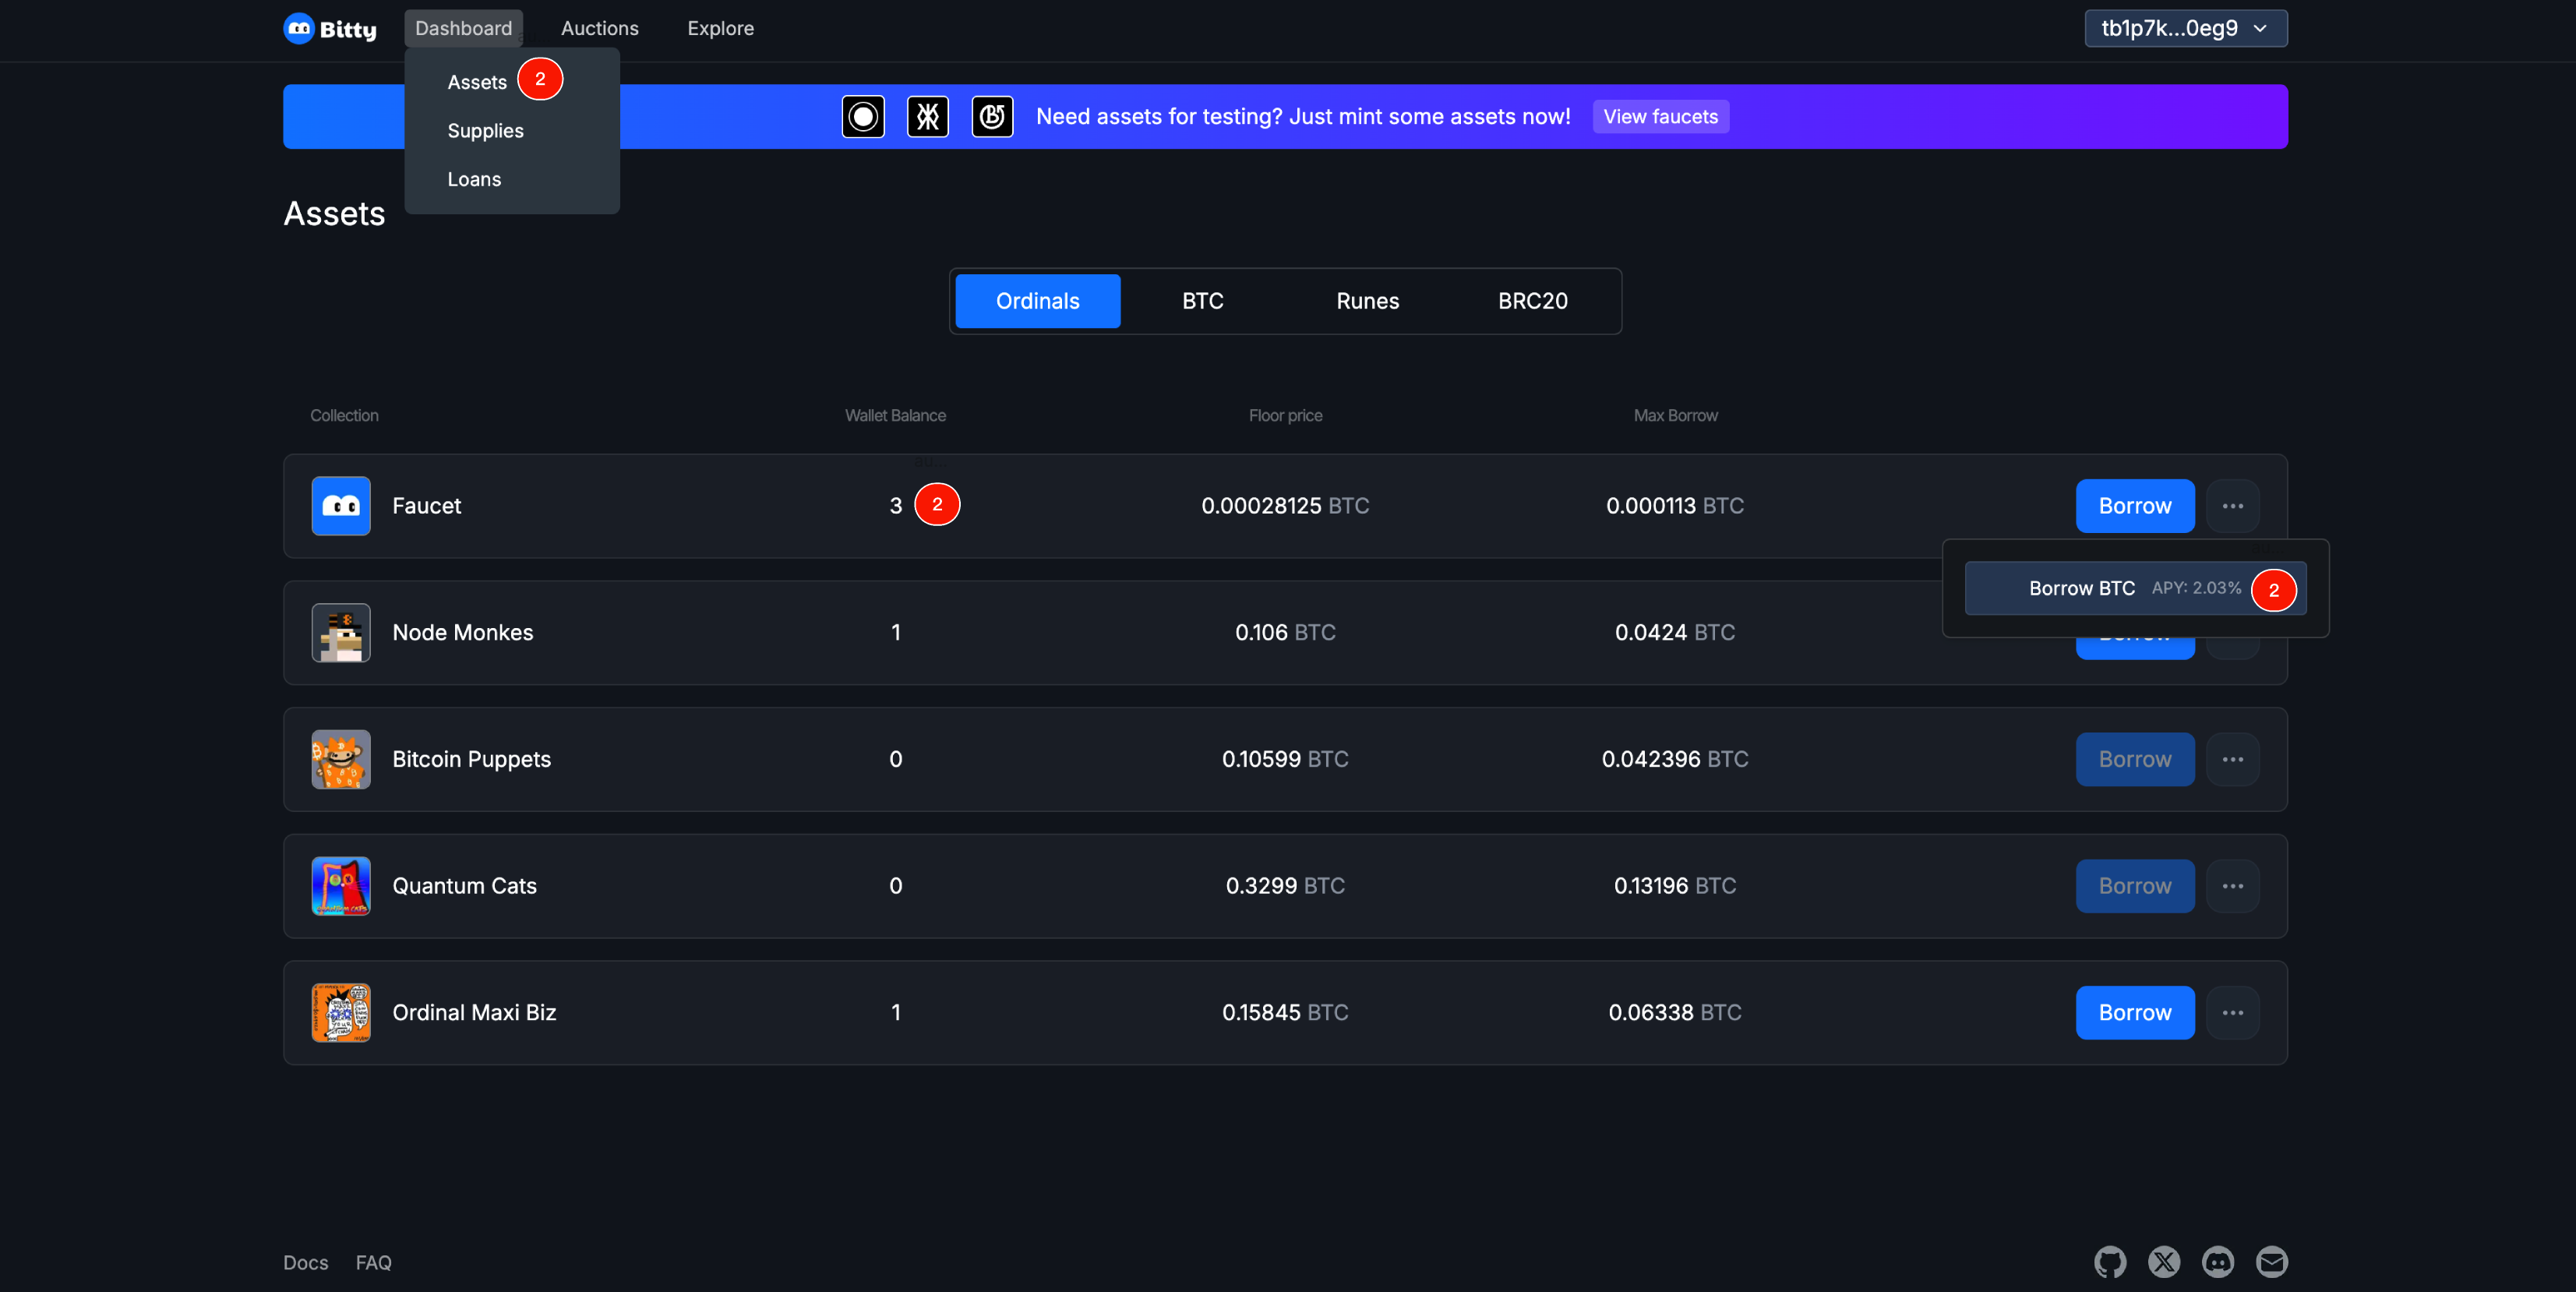 Bitty
Dashboard
Auctions
Explore
tb1p7k...0eg9
Assets 2
Supplies
Loans
Need assets for testing? Just mint some assets now!
View faucets
Assets
Ordinals
BTC
Runes
BRC20
Collection
Wallet Balance
Floor price
Max Borrow
Faucet
3 2
0.00028125 BTC
0.000113 BTC
Borrow
Borrow BTC APY: 2.03% 2
Node Monkes
1
0.106 BTC
0.0424 BTC
Borrow
Bitcoin Puppets
0
0.10599 BTC
0.042396 BTC
Borrow
Quantum Cats
0
0.3299 BTC
0.13196 BTC
Borrow
Ordinal Maxi Biz
1
0.15845 BTC
0.06338 BTC
Borrow
Docs
FAQ